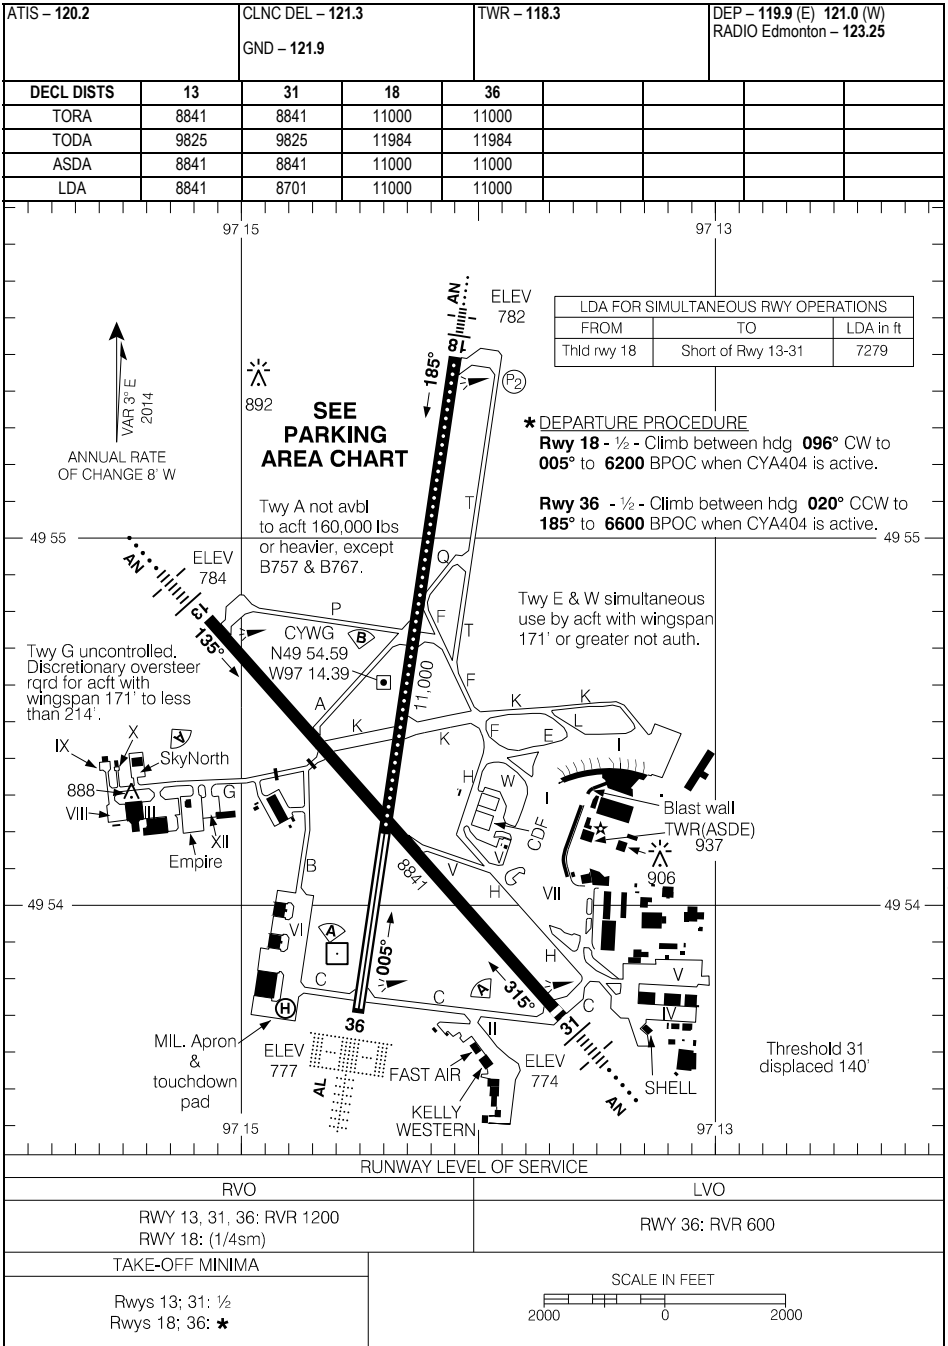 ATIS – 120.2
CLNC DEL – 121.3
GND – 121.9
TWR – 118.3
DEP – 119.9 (E) 121.0 (W)
RADIO Edmonton – 123.25
DECL DISTS 13 31 18 36
TORA 8841 8841 11000 11000
TODA 9825 9825 11984 11984
ASDA 8841 8841 11000 11000
LDA 8841 8701 11000 11000
97 15
97 13
AN
ELEV
782
18
185°
P2
LDA FOR SIMULTANEOUS RWY OPERATIONS
FROM TO LDA in ft
Thld rwy 18 Short of Rwy 13-31 7279
VAR 3° E
2014
ANNUAL RATE
OF CHANGE 8' W
892
SEE
PARKING
AREA CHART
* DEPARTURE PROCEDURE
Rwy 18 - ½ - Climb between hdg 096° CW to
005° to 6200 BPOC when CYA404 is active.
Rwy 36 - ½ - Climb between hdg 020° CCW to
185° to 6600 BPOC when CYA404 is active.
Twy A not avbl
to acft 160,000 lbs
or heavier, except
B757 & B767.
T
49 55
49 55
AN
ELEV
784
Q
13
135°
P
F
T
Twy E & W simultaneous
use by acft with wingspan
171' or greater not auth.
CYWG
N49 54.59
W97 14.39
B
Twy G uncontrolled.
Discretionary oversteer
rqrd for acft with
wingspan 171' to less
than 214'.
11,000
F
A
K
K
K
K
F
E
L
I
IX
X
A
SkyNorth
888
VIII
III
G
XII
Empire
H
W
I
CDF
Blast wall
TWR(ASDE)
937
906
B
8841
V
H
VII
49 54
49 54
VI
A
005°
C
C
A
315°
H
C
V
IV
H
36
31
II
MIL. Apron
&
touchdown
pad
ELEV
777
AL
FAST AIR
KELLY
WESTERN
ELEV
774
SHELL
AN
Threshold 31
displaced 140'
97 15
97 13
RUNWAY LEVEL OF SERVICE
RVO
LVO
RWY 13, 31, 36: RVR 1200
RWY 18: (1/4sm)
RWY 36: RVR 600
TAKE-OFF MINIMA
Rwys 13; 31: ½
Rwys 18; 36: *
SCALE IN FEET
2000 0 2000